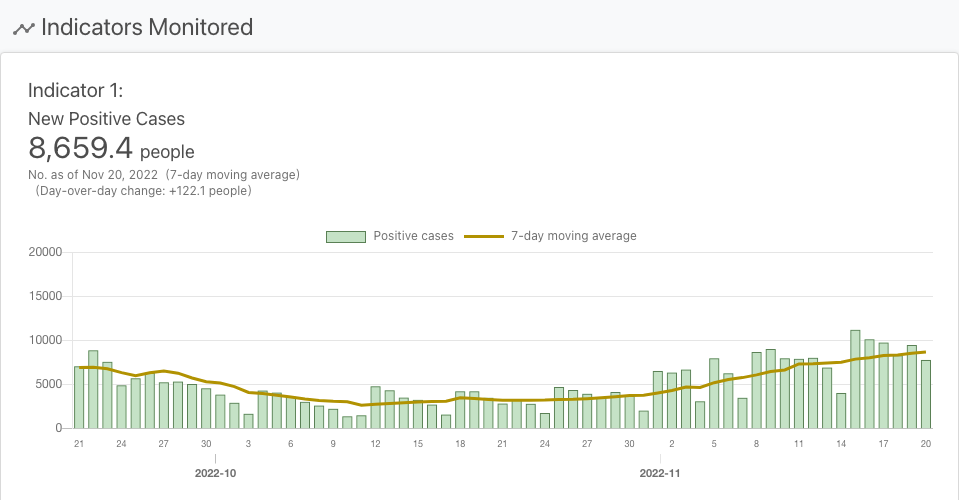 Indicators Monitored
Indicator 1:
New Positive Cases
8,659.4 people
No. as of Nov 20, 2022 (7-day moving average)
(Day-over-day change: +122.1 people)
Positive cases 7-day moving average
20000
15000
10000
5000
0
21 24 27 30 3 6 9 12 15 18 21 24 27 30 2 5 8 11 14 17 20
2022-10 2022-11